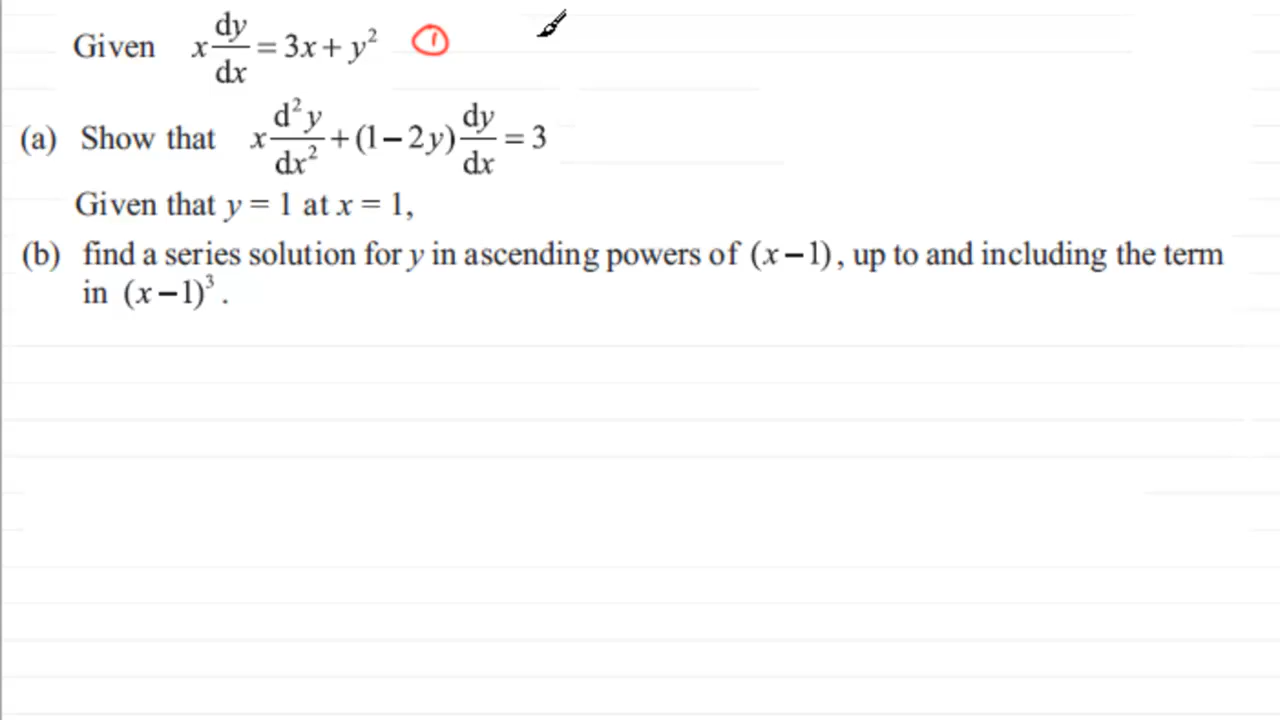 Given x dy/dx = 3x + y² ①
(a) Show that x d²y/dx² + (1 − 2y) dy/dx = 3
Given that y = 1 at x = 1,
(b) find a series solution for y in ascending powers of (x − 1), up to and including the term
in (x − 1)³.